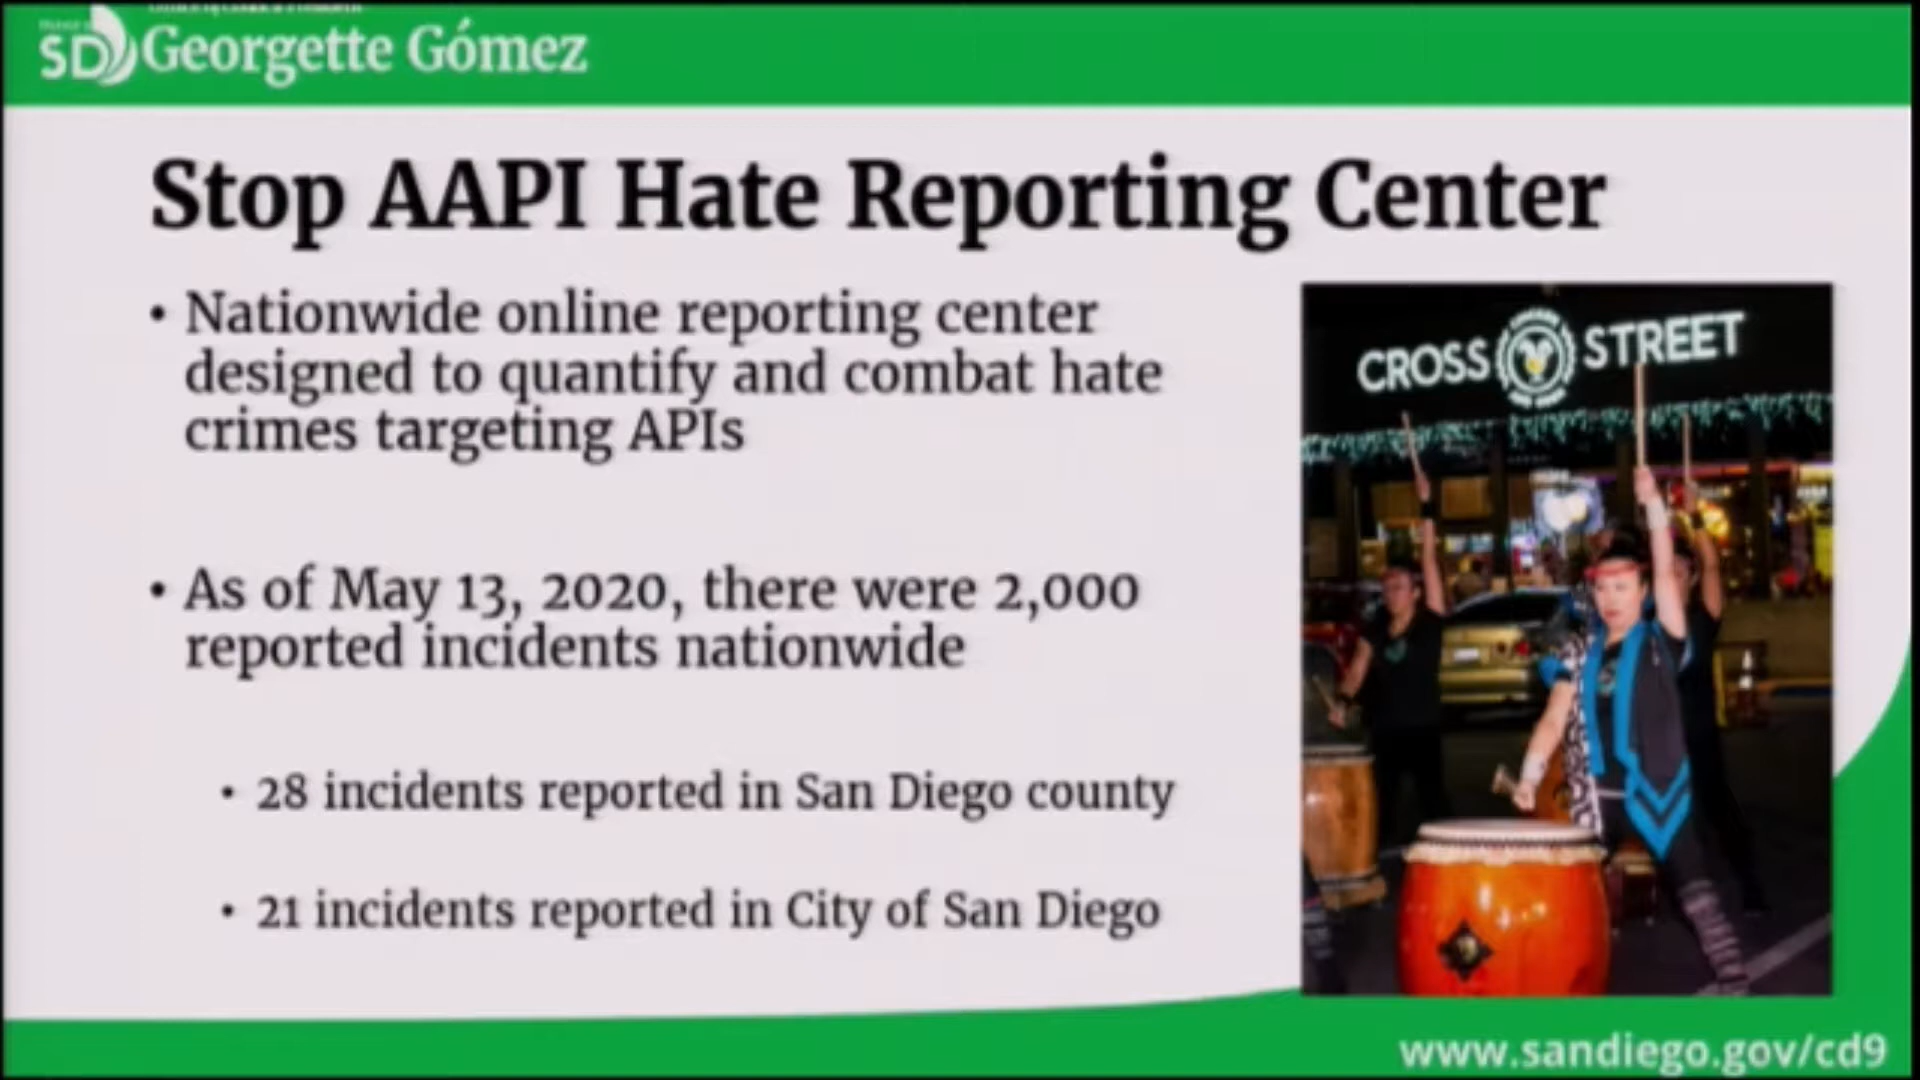 SD Georgette Gómez
Stop AAPI Hate Reporting Center
• Nationwide online reporting center
designed to quantify and combat hate
crimes targeting APIs
CROSS STREET
• As of May 13, 2020, there were 2,000
reported incidents nationwide
• 28 incidents reported in San Diego county
• 21 incidents reported in City of San Diego
www.sandiego.gov/cd9